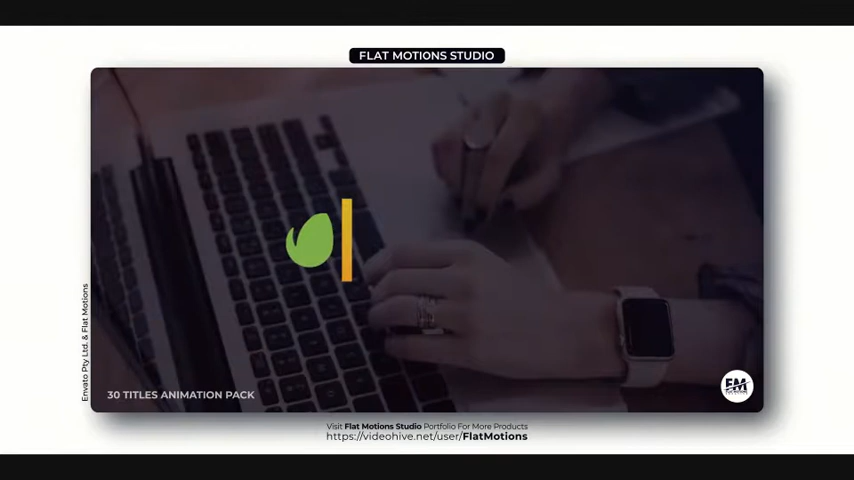 FLAT MOTIONS STUDIO
Envato Pty Ltd. & Flat Motions
30 TITLES ANIMATION PACK
FM
Visit Flat Motions Studio Portfolio For More Products
https://videohive.net/user/FlatMotions